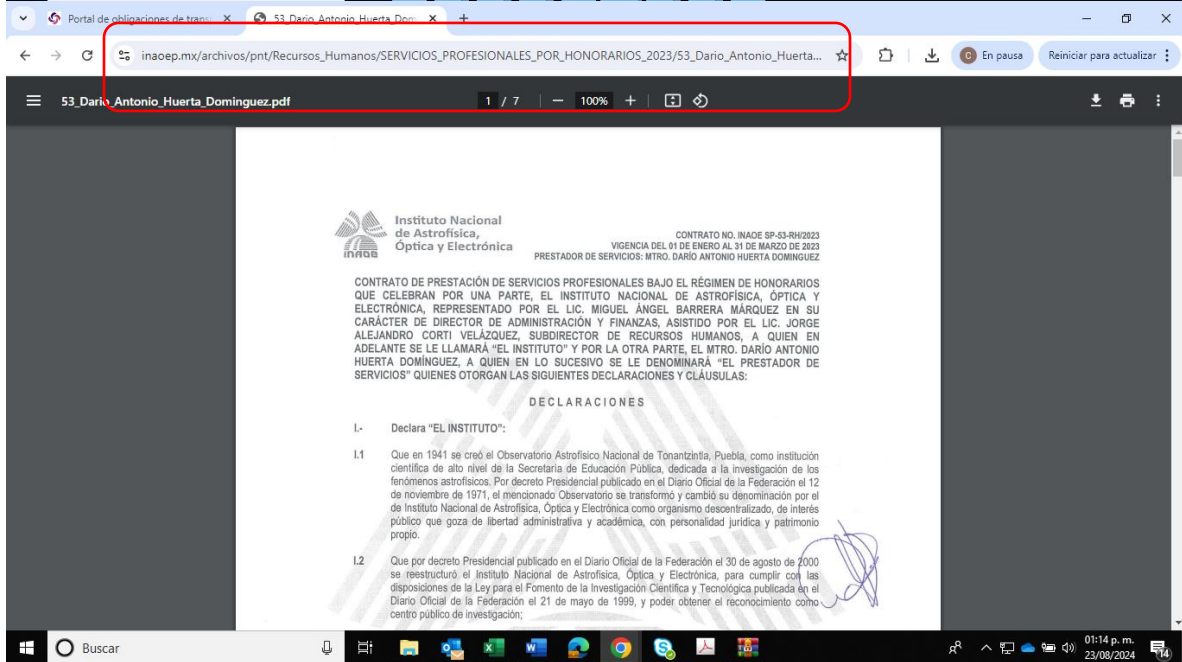 Portal de obligaciones de trans
53_Dario_Antonio_Huerta_Dom
inaoep.mx/archivos/pnt/Recursos_Humanos/SERVICIOS_PROFESIONALES_POR_HONORARIOS_2023/53_Dario_Antonio_Huerta...
C
En pausa
Reiniciar para actualizar
53_Dario_Antonio_Huerta_Dominguez.pdf
1 / 7
100%
INAOE
Instituto Nacional
de Astrofísica,
Óptica y Electrónica
CONTRATO NO. INAOE SP-53-RH/2023
VIGENCIA DEL 01 DE ENERO AL 31 DE MARZO DE 2023
PRESTADOR DE SERVICIOS: MTRO. DARÍO ANTONIO HUERTA DOMINGUEZ
CONTRATO DE PRESTACIÓN DE SERVICIOS PROFESIONALES BAJO EL RÉGIMEN DE HONORARIOS
QUE CELEBRAN POR UNA PARTE, EL INSTITUTO NACIONAL DE ASTROFÍSICA, ÓPTICA Y
ELECTRÓNICA, REPRESENTADO POR EL LIC. MIGUEL ÁNGEL BARRERA MÁRQUEZ EN SU
CARÁCTER DE DIRECTOR DE ADMINISTRACIÓN Y FINANZAS, ASISTIDO POR EL LIC. JORGE
ALEJANDRO CORTI VELÁZQUEZ, SUBDIRECTOR DE RECURSOS HUMANOS, A QUIEN EN
ADELANTE SE LE LLAMARÁ "EL INSTITUTO" Y POR LA OTRA PARTE, EL MTRO. DARÍO ANTONIO
HUERTA DOMÍNGUEZ, A QUIEN EN LO SUCESIVO SE LE DENOMINARÁ "EL PRESTADOR DE
SERVICIOS" QUIENES OTORGAN LAS SIGUIENTES DECLARACIONES Y CLÁUSULAS:
DECLARACIONES
I.- Declara "EL INSTITUTO":
I.1 Que en 1941 se creó el Observatorio Astrofísico Nacional de Tonantzintla, Puebla, como institución
científica de alto nivel de la Secretaria de Educación Pública, dedicada a la investigación de los
fenómenos astrofísicos. Por decreto Presidencial publicado en el Diario Oficial de la Federación el 12
de noviembre de 1971, el mencionado Observatorio se transformó y cambió su denominación por el
de Instituto Nacional de Astrofísica, Óptica y Electrónica como organismo descentralizado, de interés
público que goza de libertad administrativa y académica, con personalidad jurídica y patrimonio
propio.
I.2 Que por decreto Presidencial publicado en el Diario Oficial de la Federación el 30 de agosto de 2000
se reestructuró el Instituto Nacional de Astrofísica, Óptica y Electrónica, para cumplir con las
disposiciones de la Ley para el Fomento de la Investigación Científica y Tecnológica publicada en el
Diario Oficial de la Federación el 21 de mayo de 1999, y poder obtener el reconocimiento como
centro público de investigación;
Buscar
01:14 p. m.
23/08/2024
14